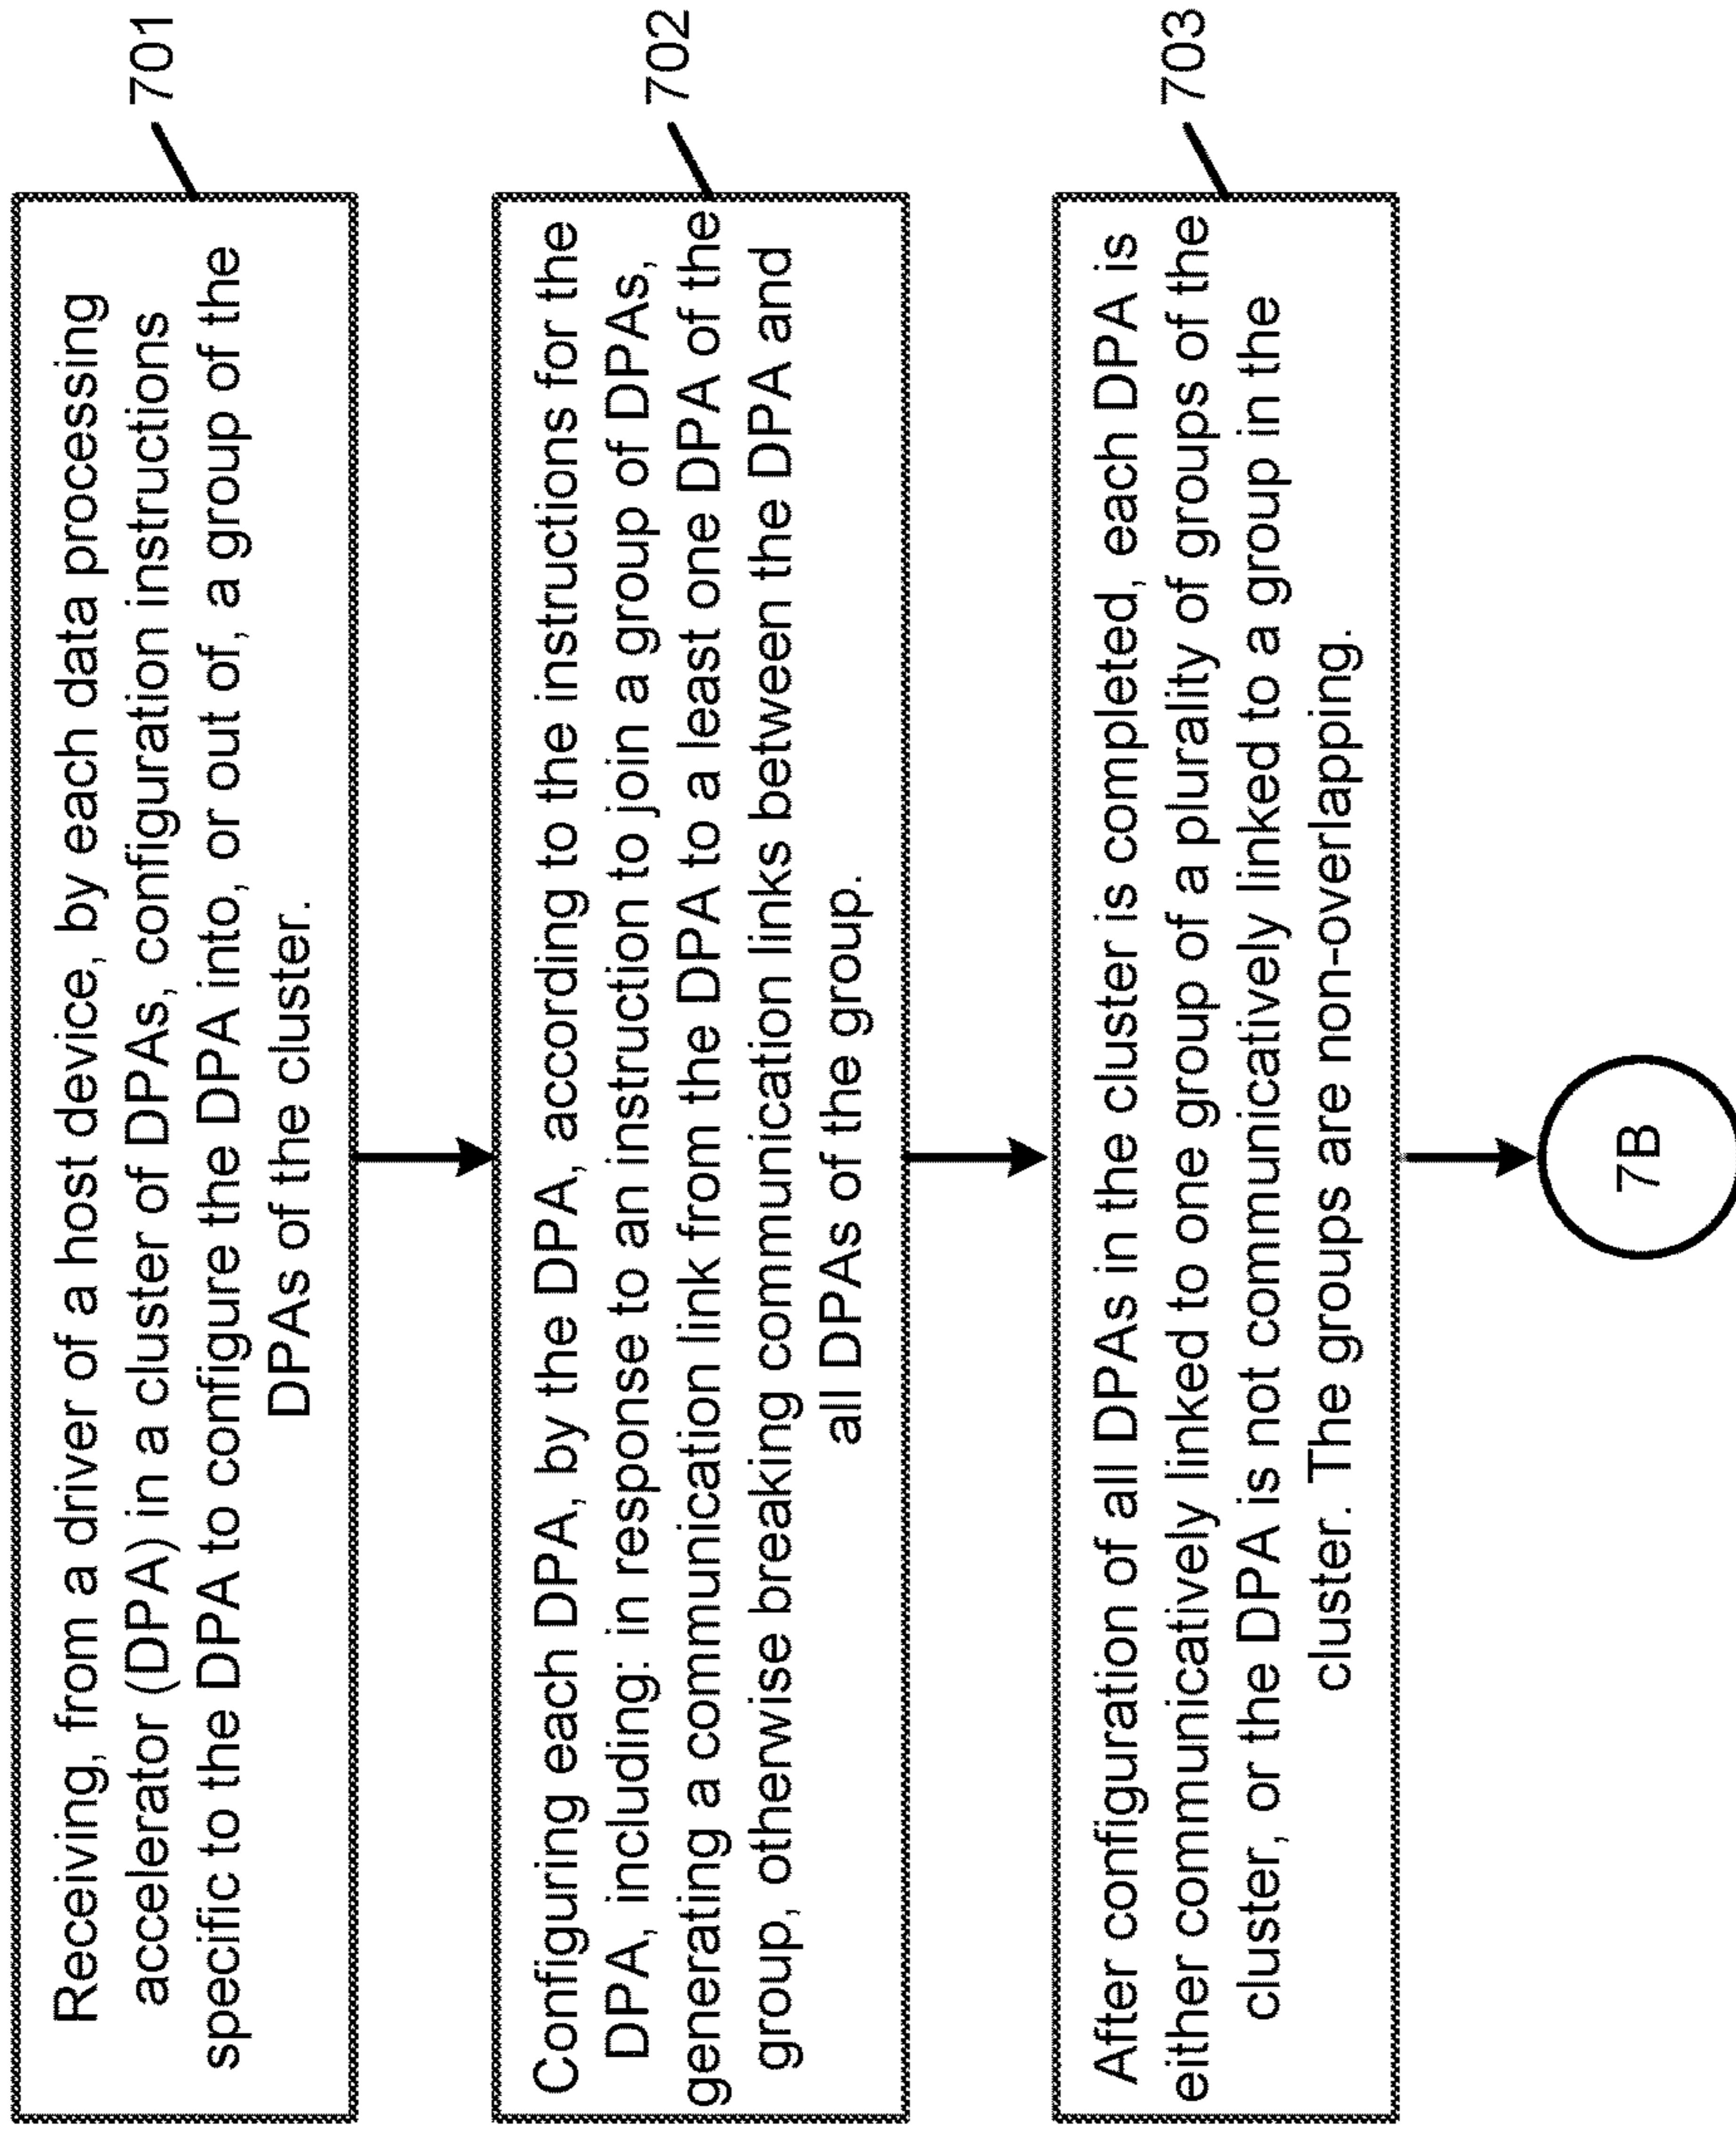 Receiving, from a driver of a host device, by each data processing
accelerator (DPA) in a cluster of DPAs, configuration instructions
specific to the DPA to configure the DPA into, or out of, a group of the
DPAs of the cluster.
701
Configuring each DPA, by the DPA, according to the instructions for the
DPA, including: in response to an instruction to join a group of DPAs,
generating a communication link from the DPA to a least one DPA of the
group, otherwise breaking communication links between the DPA and
all DPAs of the group.
702
After configuration of all DPAs in the cluster is completed, each DPA is
either communicatively linked to one group of a plurality of groups of the
cluster, or the DPA is not communicatively linked to a group in the
cluster. The groups are non-overlapping.
703
7B